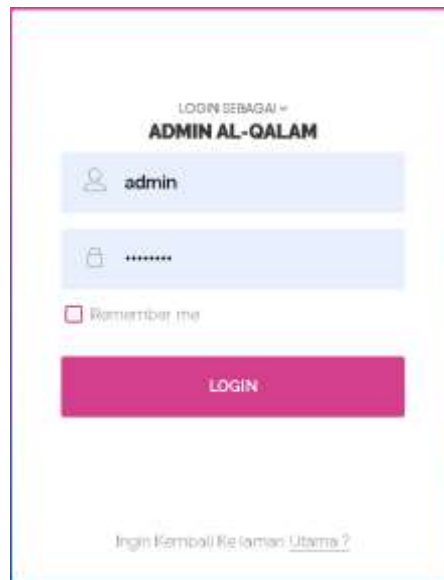 LOGIN SEBAGAI
ADMIN AL-QALAM
admin
••••••••
Remember me
LOGIN
Ingin Kembali Ke laman Utama ?